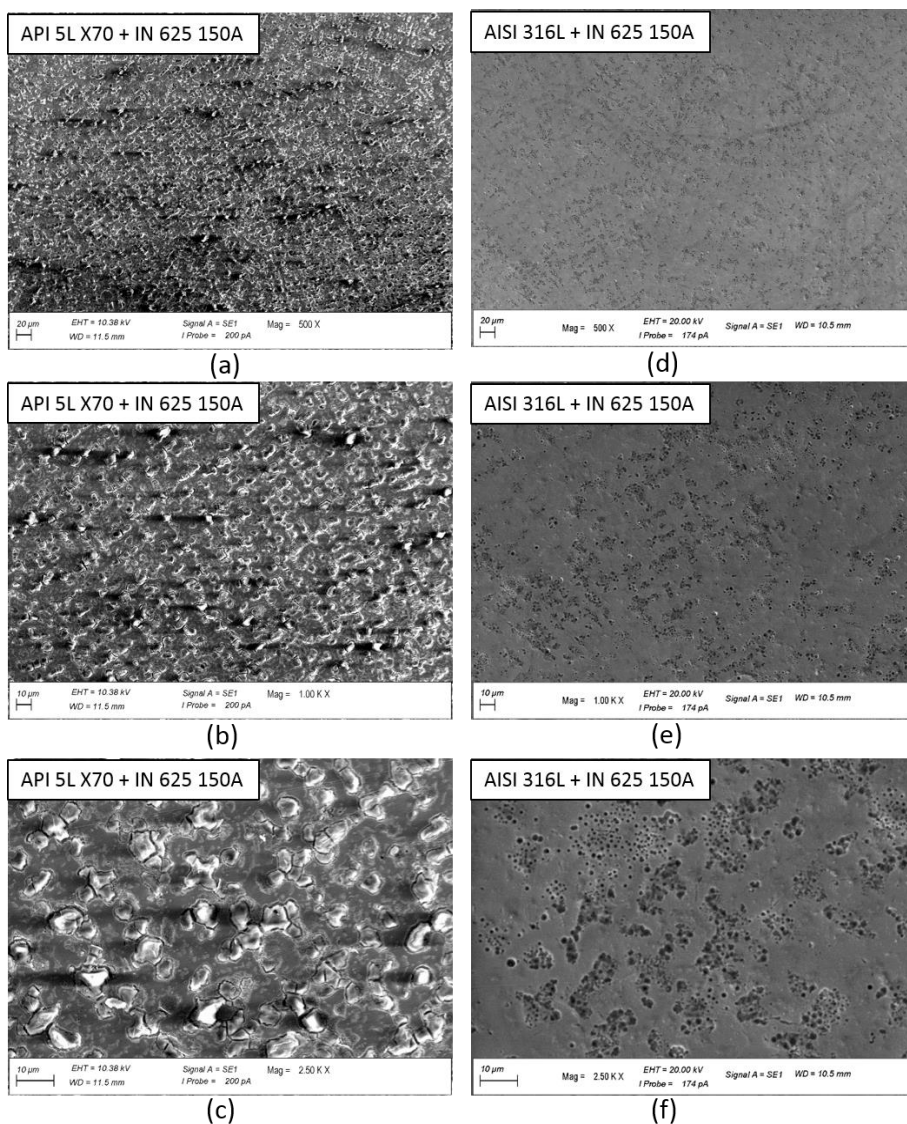 API 5L X70 + IN 625 150A
20 µm
EHT = 10.38 kV
WD = 11.5 mm
Signal A = SE1
I Probe = 200 pA
Mag = 500 X
(a)
AISI 316L + IN 625 150A
20 µm
Mag = 500 X
EHT = 20.00 kV
I Probe = 174 pA
Signal A = SE1
WD = 10.5 mm
(d)
API 5L X70 + IN 625 150A
10 µm
EHT = 10.38 kV
WD = 11.5 mm
Signal A = SE1
I Probe = 200 pA
Mag = 1.00 K X
(b)
AISI 316L + IN 625 150A
10 µm
Mag = 1.00 K X
EHT = 20.00 kV
I Probe = 174 pA
Signal A = SE1
WD = 10.5 mm
(e)
API 5L X70 + IN 625 150A
10 µm
EHT = 10.38 kV
WD = 11.5 mm
Signal A = SE1
I Probe = 200 pA
Mag = 2.50 K X
(c)
AISI 316L + IN 625 150A
10 µm
Mag = 2.50 K X
EHT = 20.00 kV
I Probe = 174 pA
Signal A = SE1
WD = 10.5 mm
(f)